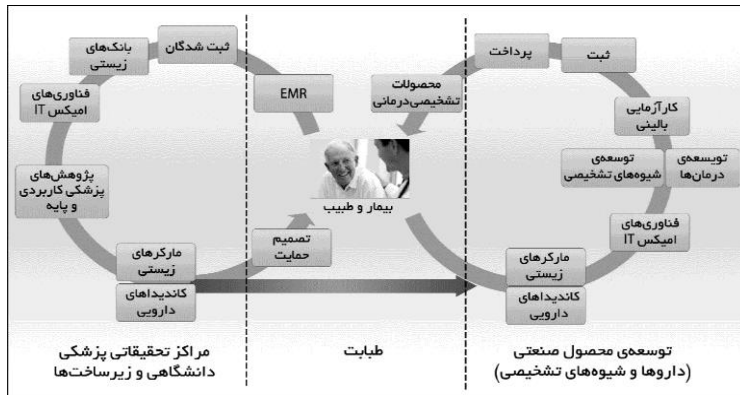 ثبت شدگان
بانک‌های
زیستی
فناوری‌های
امیکس IT
پژوهش‌های
پزشکی کاربردی
و پایه
مارکرهای
زیستی
کاندیداهای
دارویی
EMR
تصمیم
حمایت
بیمار و طبیب
محصولات
تشخیصی‌درمانی
پرداخت
ثبت
کارآزمایی
بالینی
توسعه‌ی
شیوه‌های تشخیصی
تویسعه‌ی
درمان‌ها
فناوری‌های
امیکس IT
مارکرهای
زیستی
کاندیداهای
دارویی
مراکز تحقیقاتی پزشکی
دانشگاهی و زیرساخت‌ها
طبابت
توسعه‌ی محصول صنعتی
(داروها و شیوه‌های تشخیصی)